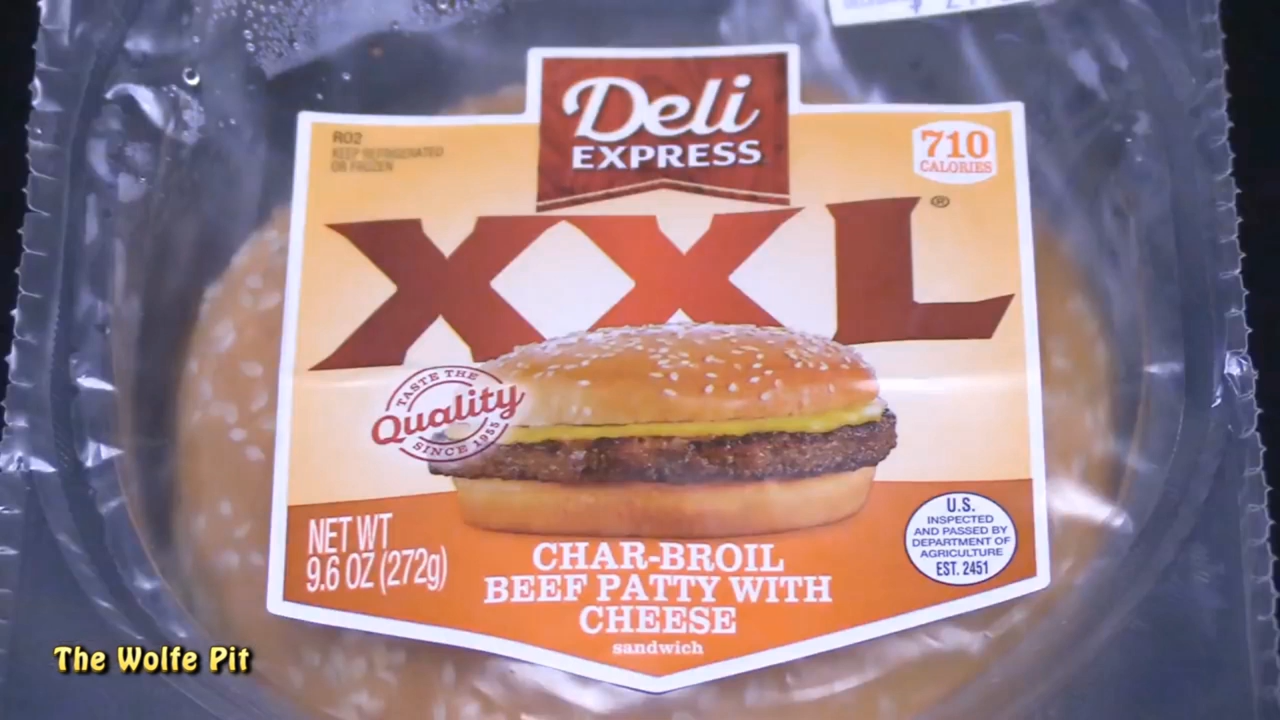 Deli
EXPRESS
R02
KEEP REFRIGERATED
OR FROZEN
710
CALORIES
XXL®
TASTE THE
Quality
SINCE 1955
NET WT
9.6 OZ (272g)
CHAR-BROIL
BEEF PATTY WITH
CHEESE
sandwich
U.S.
INSPECTED
AND PASSED BY
DEPARTMENT OF
AGRICULTURE
EST. 2451
The Wolfe Pit